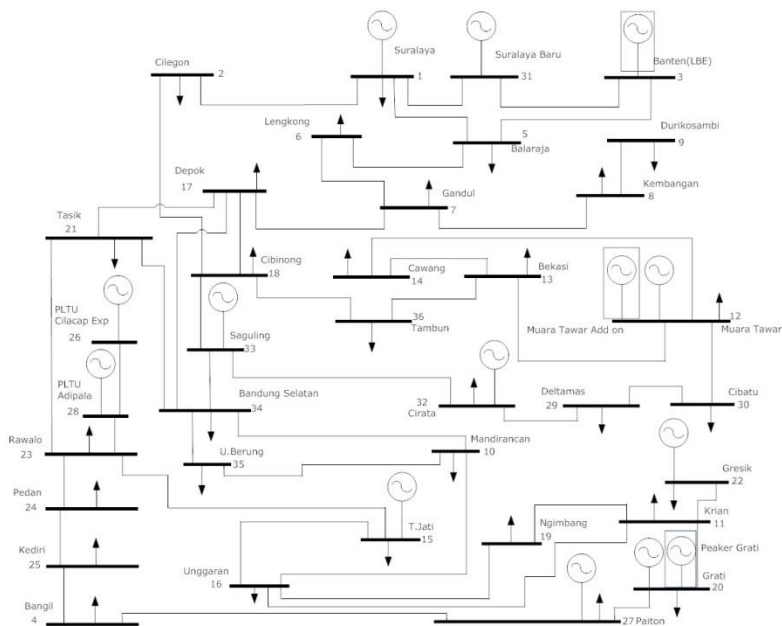 Suralaya
Suralaya Baru
Banten(LBE)
Cilegon
2
1
31
3
Lengkong
6
5
Balaraja
Durikosambi
9
Depok
17
Gandul
7
Kembangan
8
Tasik
21
Cibinong
18
Cawang
14
Bekasi
13
PLTU
Cilacap Exp
26
Saguling
33
36
Tambun
Muara Tawar Add on
12
Muara Tawar
PLTU
Adipala
28
Bandung Selatan
34
32
Cirata
Deltamas
29
Cibatu
30
Rawalo
23
U.Berung
35
Mandirancan
10
Gresik
22
Pedan
24
T.Jati
15
Ngimbang
19
Krian
11
Kediri
25
Unggaran
16
Peaker Grati
Grati
20
Bangil
4
27 Paiton